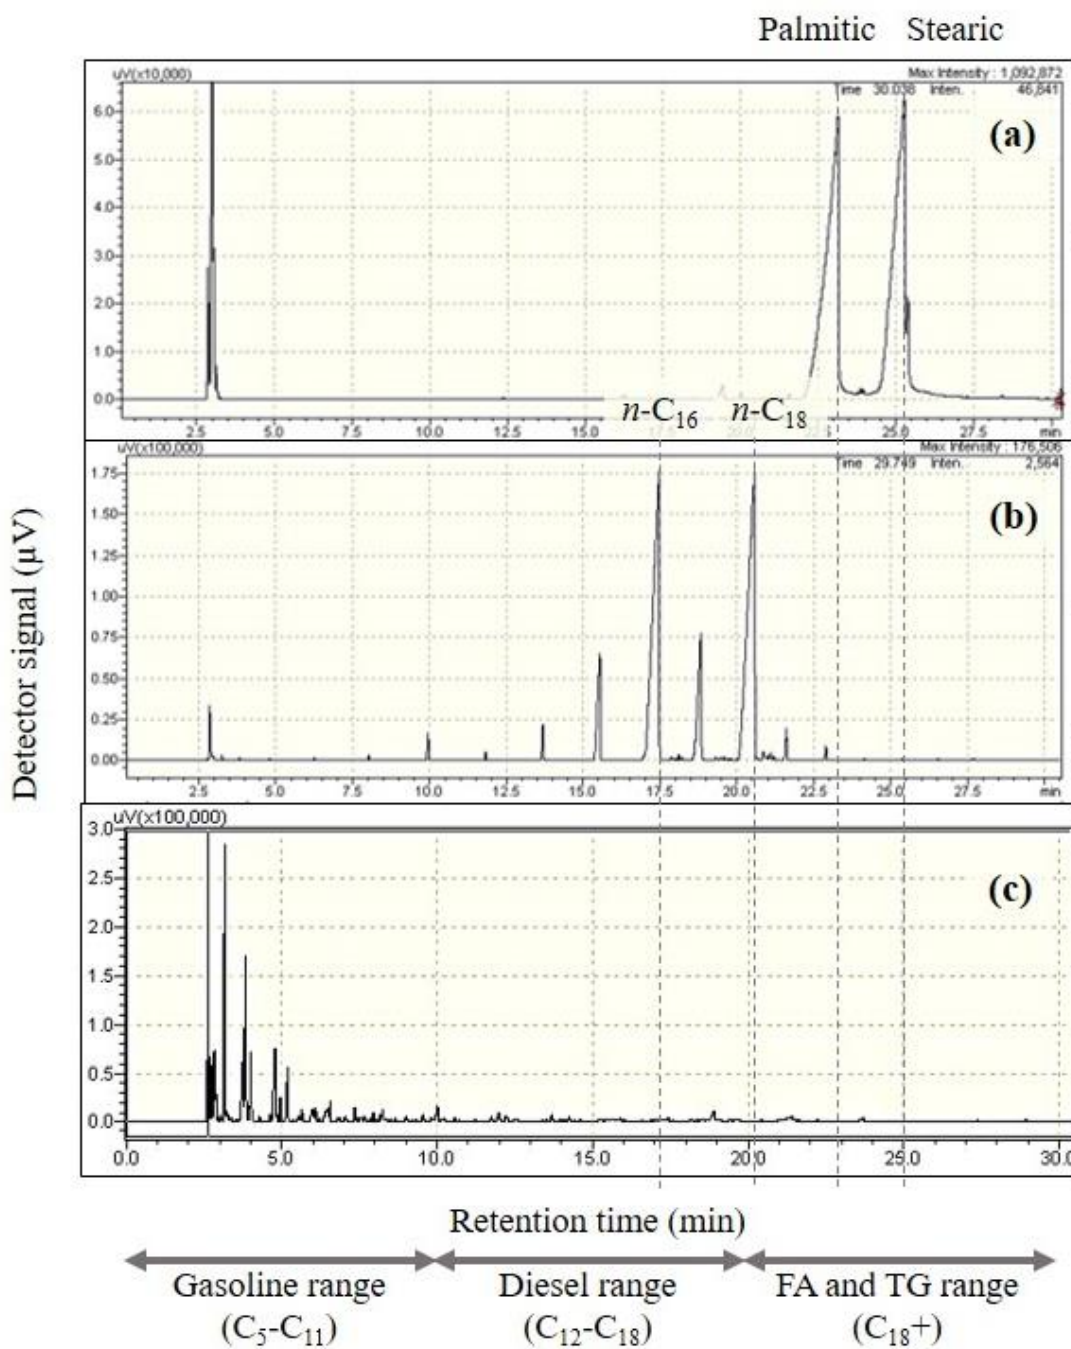 Palmitic Stearic
uV(x10,000) Max Intensity : 1,092,872
Time 30.038 Inten. 46,841
(a)
6.0
5.0
4.0
3.0
2.0
1.0
0.0
n-C16 n-C18
2.5 5.0 7.5 10.0 12.5 15.0 17.5 20.0 22.5 25.0 27.5 min
uV(x100,000) Max Intensity : 176,506
Time 29.749 Inten. 2,564
(b)
1.75
1.50
1.25
1.00
0.75
0.50
0.25
0.00
2.5 5.0 7.5 10.0 12.5 15.0 17.5 20.0 22.5 25.0 27.5 min
Detector signal (µV)
uV(x100,000)
(c)
3.0
2.5
2.0
1.5
1.0
0.5
0.0
0.0 5.0 10.0 15.0 20.0 25.0 30.0
Retention time (min)
Gasoline range Diesel range FA and TG range
(C5-C11) (C12-C18) (C18+)